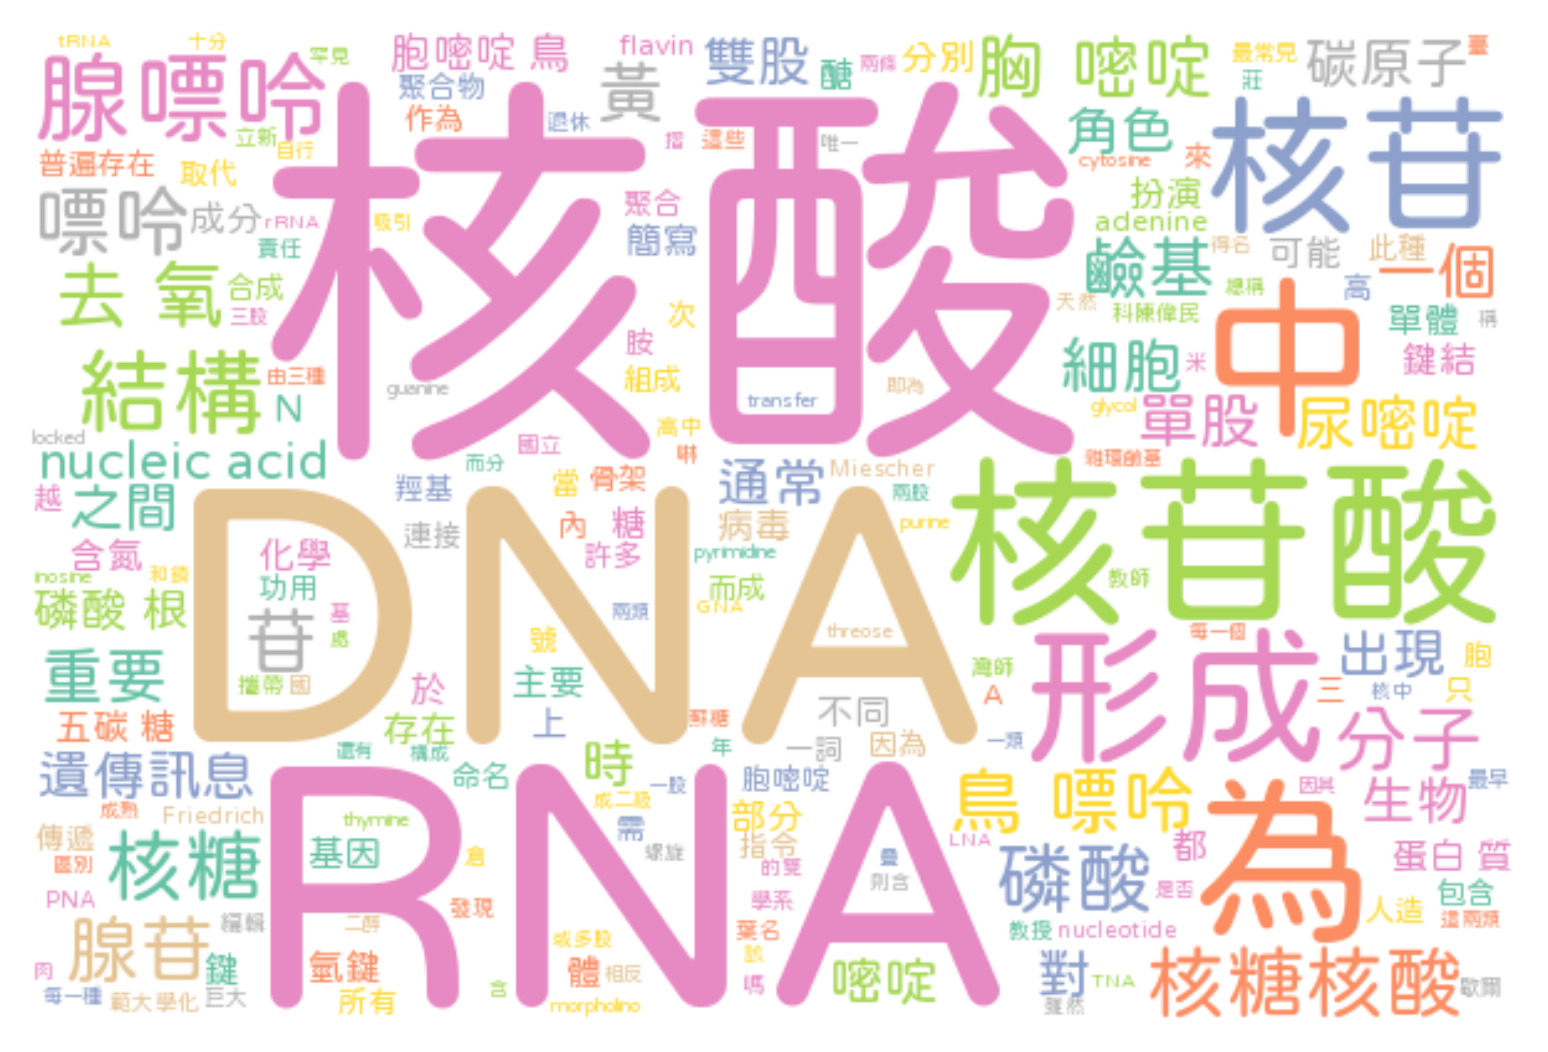 tRNA
十分
罕見
胞嘧啶 鳥
flavin
雙股
醣
兩條
分別
胸 嘧啶
最常見
碳原子
臺
腺嘌呤
聚合物
黃
莊
作為
退休
核酸
這些
唯一
角色
cytosine
來
核苷
立新
自行
普遍存在
取代
摺
嘌呤
成分
rRNA
吸引
聚合
扮演
adenine
責任
簡寫
鹼基
得名
可能
此種
一個
去 氧
合成
三股
總稱
高
次
天然
科陳偉民
中
單體
稱
胺
結構
由三種
guanine
組成
即為
細胞
米
鍵結
N
transfer
glycol
單股
尿嘧啶
locked
高中
國立
啉
nucleic acid
而分
骨架
當
通常
Miescher
雜環鹼基
越
之間
羥基
兩股
核苷酸
連接
內
糖
病毒
purine
DNA
含氮
化學
許多
pyrimidine
inosine
和鎖
功用
而成
教師
磷酸 根
苷
基
處
兩類
GNA
號
threose
每一個
形成
出現
胞
重要
攜帶
國
於
主要
灣師
A
三
核中
只
五碳 糖
存在
上
蘇糖
不同
分子
還有
構成
年
一詞
因為
一類
遺傳訊息
命名
時
一股
胞嘧啶
鳥 嘌呤
因其
生物
最早
RNA
成熟
Friedrich
thymine
成二級
部分
為
傳遞
需
指令
LNA
都
區別
核糖
基因
倉
螺旋
的雙
疊
則含
磷酸
蛋白 質
PNA
發現
學系
是否
包含
腺苷
編輯
二醇
葉名
教授
nucleotide
人造
這兩類
鍵
氫鍵
或多股
骸
肉
體
相反
嗎
嘧啶
對
TNA
核糖核酸
歇爾
每一種
範大學化
巨大
所有
含
morpholino
雖然